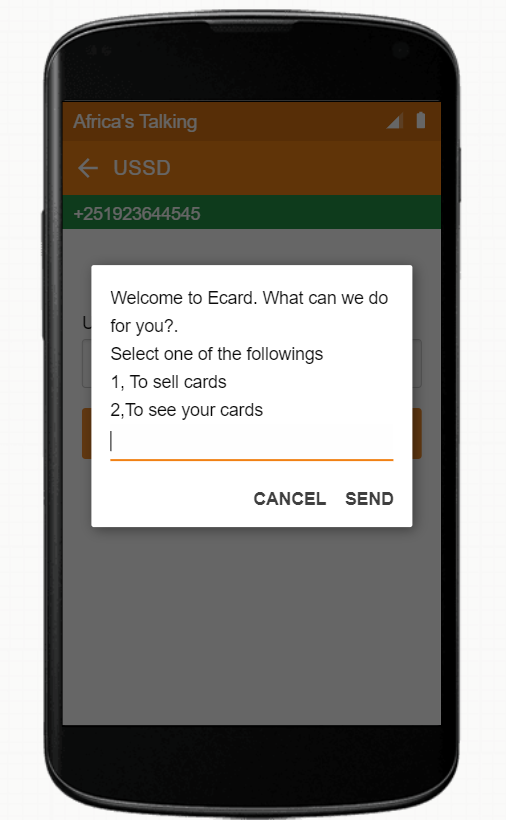 Africa's Talking
USSD
+251923644545
U
Welcome to Ecard. What can we do
for you?.
Select one of the followings
1, To sell cards
2,To see your cards
CANCEL SEND